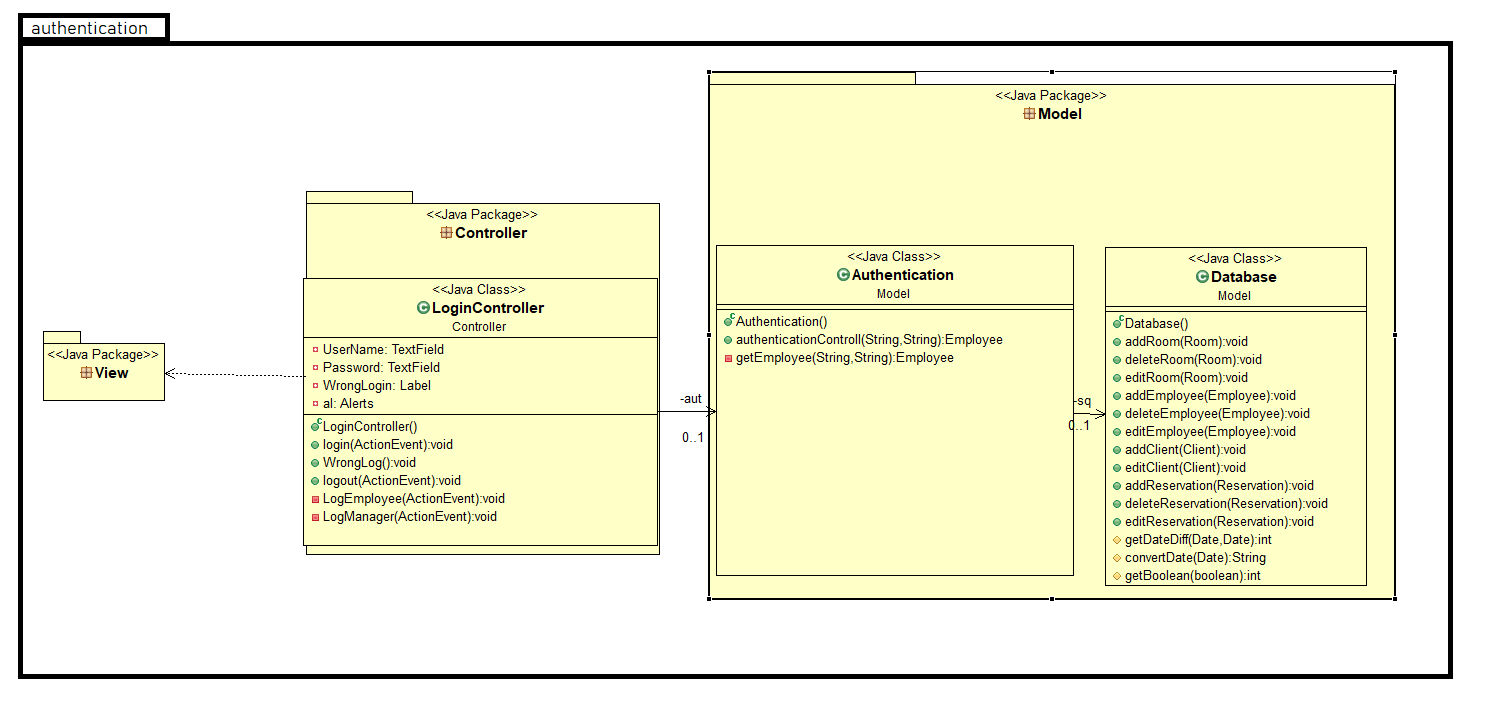 authentication
<<Java Package>>
View
<<Java Package>>
Controller
<<Java Class>>
LoginController
Controller
UserName: TextField
Password: TextField
WrongLogin: Label
al: Alerts
LoginController()
login(ActionEvent):void
WrongLog():void
logout(ActionEvent):void
LogEmployee(ActionEvent):void
LogManager(ActionEvent):void
-aut
0..1
<<Java Package>>
Model
<<Java Class>>
Authentication
Model
Authentication()
authenticationControll(String,String):Employee
getEmployee(String,String):Employee
-sq
0..1
<<Java Class>>
Database
Model
Database()
addRoom(Room):void
deleteRoom(Room):void
editRoom(Room):void
addEmployee(Employee):void
deleteEmployee(Employee):void
editEmployee(Employee):void
addClient(Client):void
editClient(Client):void
addReservation(Reservation):void
deleteReservation(Reservation):void
editReservation(Reservation):void
getDateDiff(Date,Date):int
convertDate(Date):String
getBoolean(boolean):int